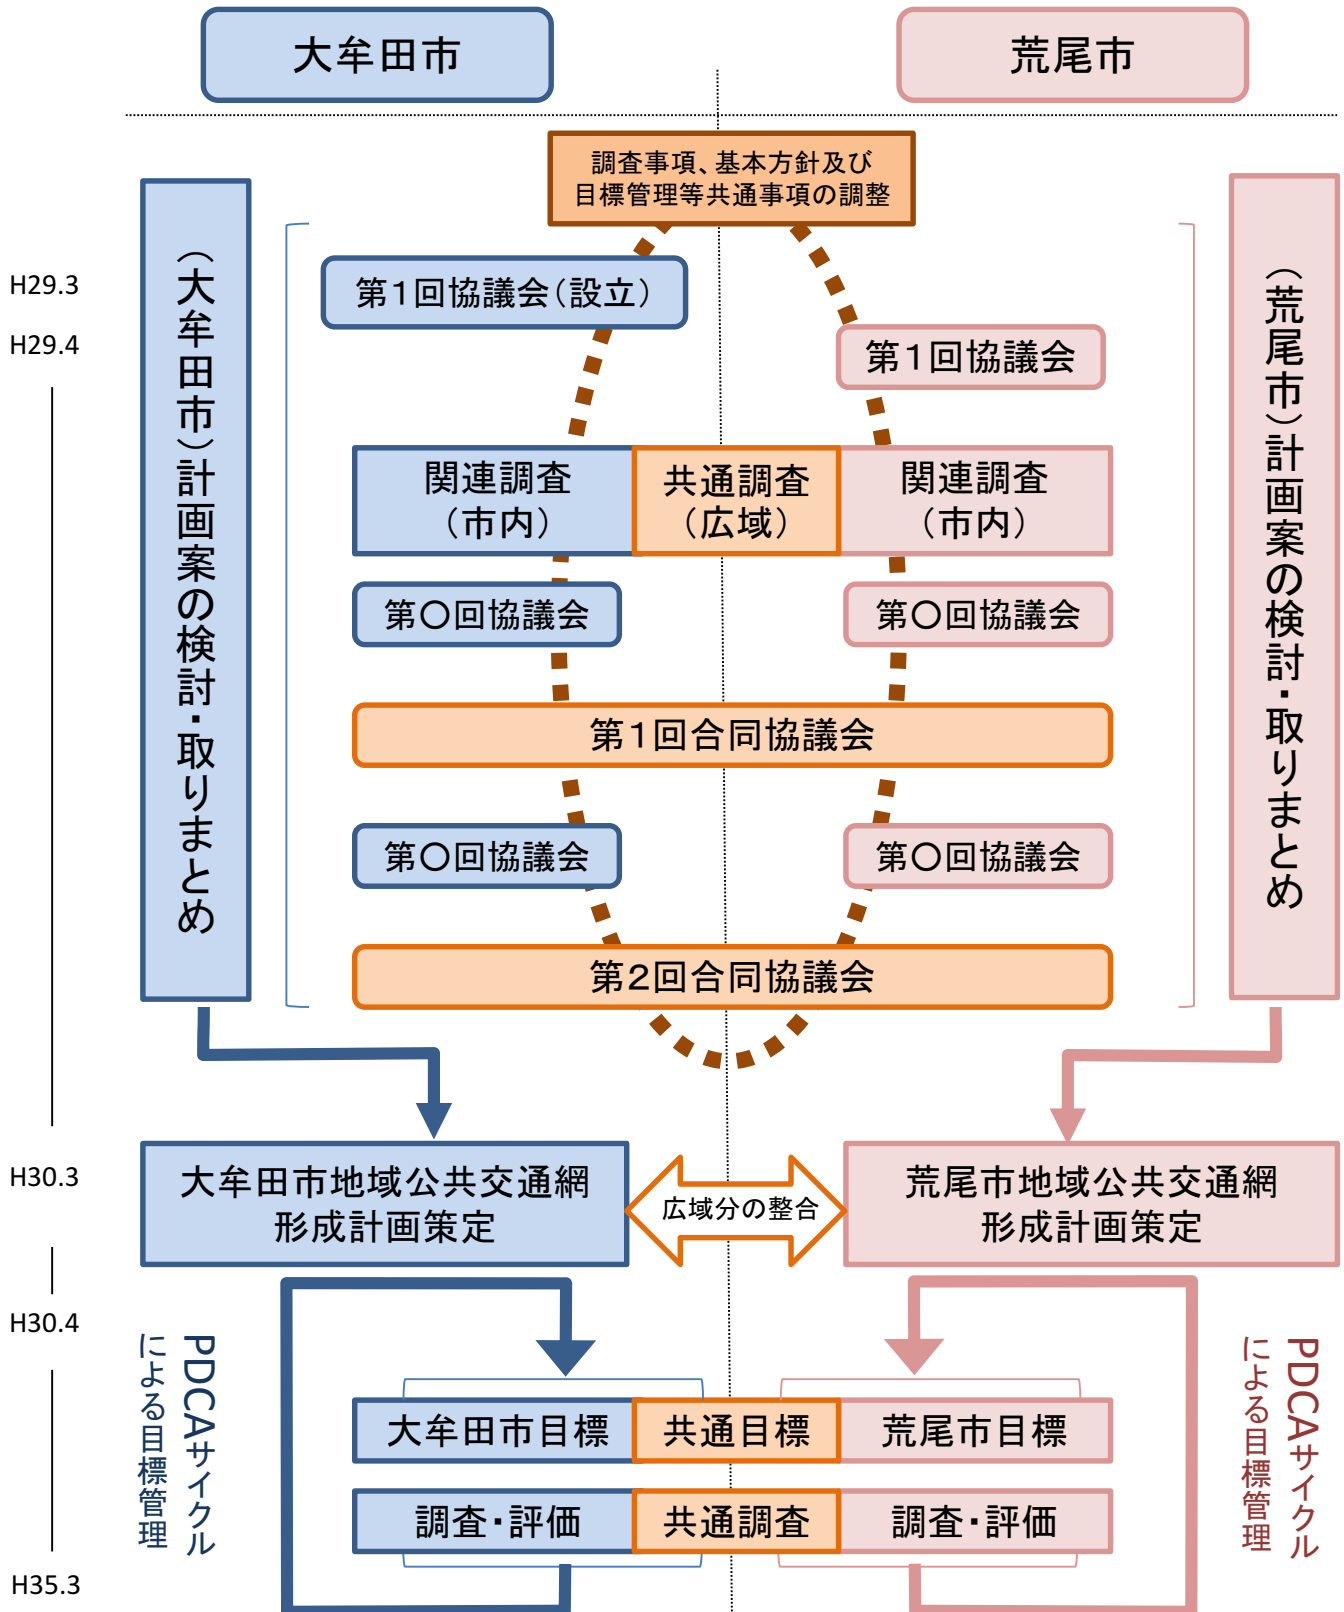 大牟田市
荒尾市
調査事項、基本方針及び
目標管理等共通事項の調整
H29.3
第1回協議会(設立)
H29.4
第1回協議会
(大牟田市)計画案の検討・取りまとめ
(荒尾市)計画案の検討・取りまとめ
関連調査
(市内)
共通調査
(広域)
関連調査
(市内)
第〇回協議会
第〇回協議会
第1回合同協議会
第〇回協議会
第〇回協議会
第2回合同協議会
H30.3
大牟田市地域公共交通網
形成計画策定
広域分の整合
荒尾市地域公共交通網
形成計画策定
H30.4
PDCAサイクル
による目標管理
PDCAサイクル
による目標管理
大牟田市目標
共通目標
荒尾市目標
調査・評価
共通調査
調査・評価
H35.3